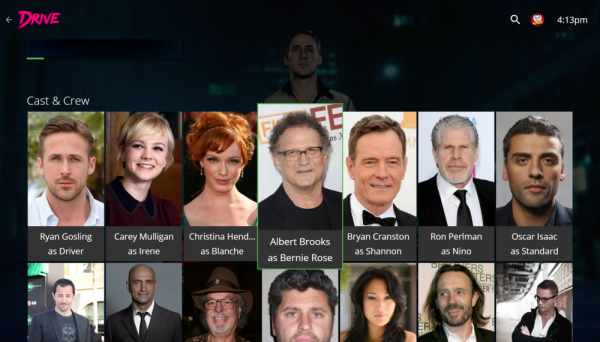 DRIVE
4:13pm
Cast & Crew
Ryan Gosling
as Driver
Carey Mulligan
as Irene
Christina Hend...
as Blanche
Albert Brooks
as Bernie Rose
Bryan Cranston
as Shannon
Ron Perlman
as Nino
Oscar Isaac
as Standard